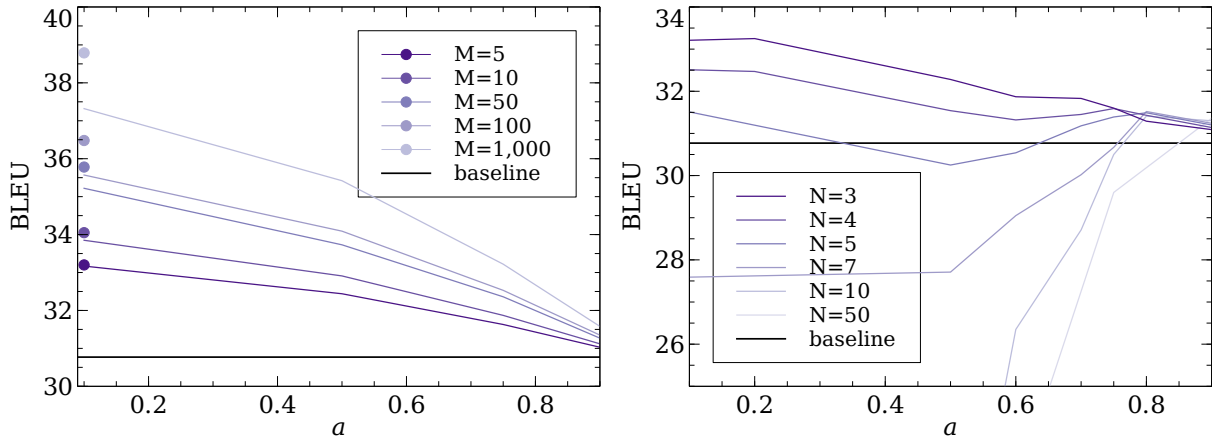 40
38
36
34
32
30
BLEU
0.2
0.4
0.6
0.8
a
M=5
M=10
M=50
M=100
M=1,000
baseline
34
32
30
28
26
BLEU
0.2
0.4
0.6
0.8
a
N=3
N=4
N=5
N=7
N=10
N=50
baseline